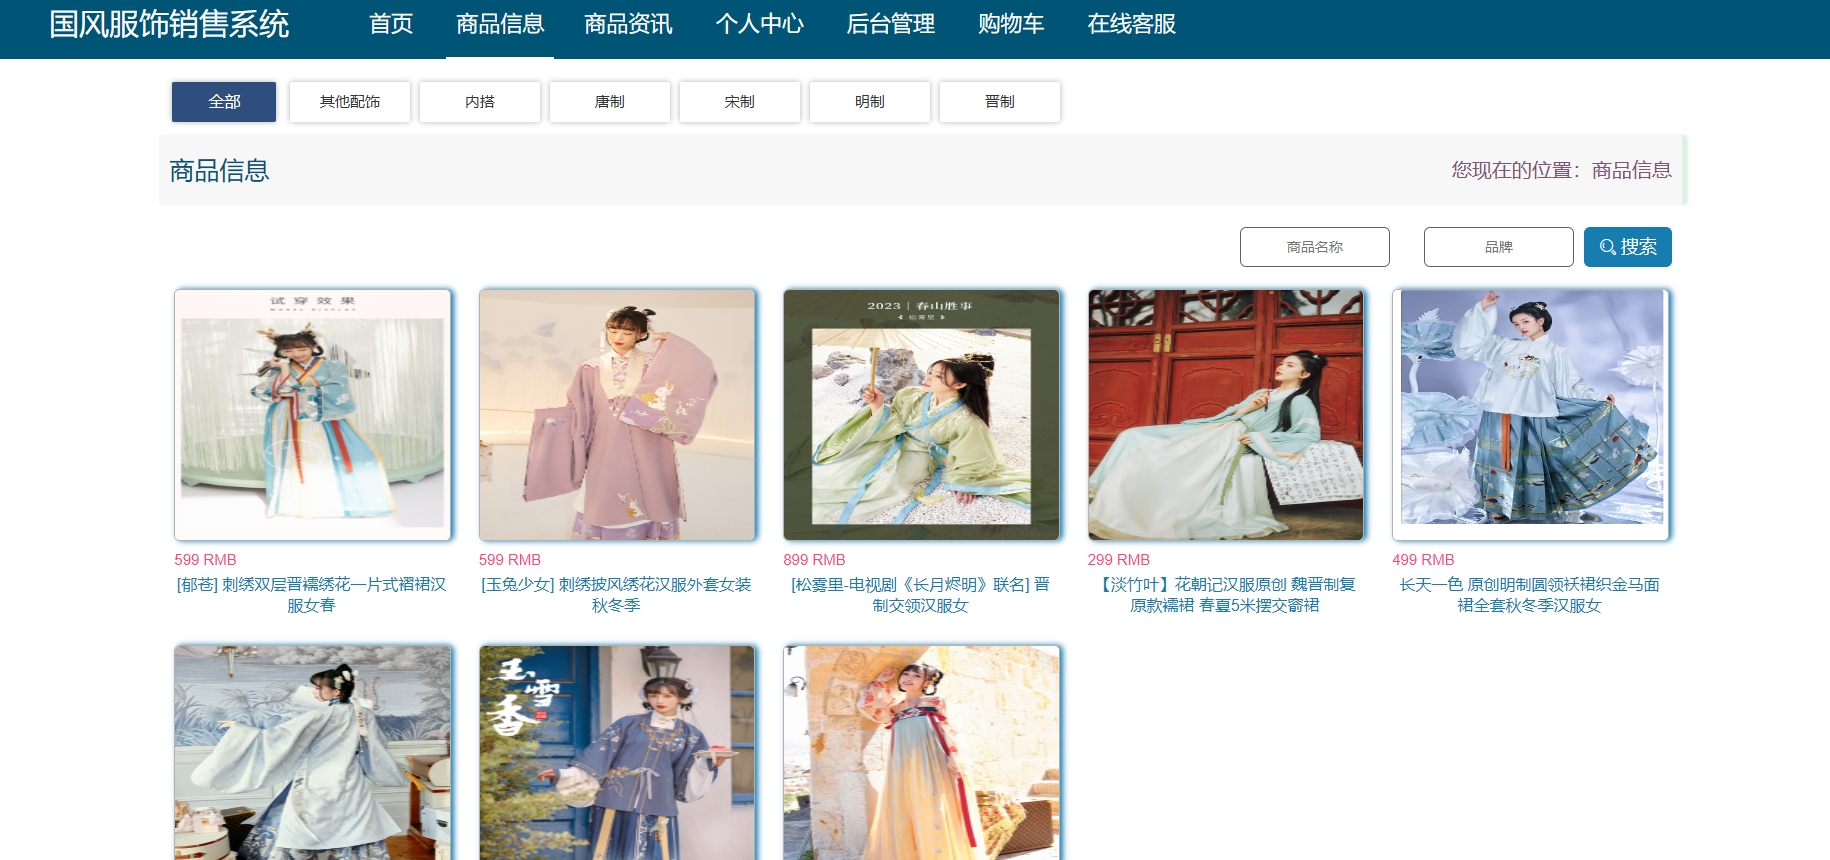 国风服饰销售系统 首页 商品信息 商品资讯 个人中心 后台管理 购物车 在线客服
全部 其他配饰 内搭 唐制 宋制 明制 晋制
商品信息 您现在的位置：商品信息
商品名称 品牌 搜索
试穿效果
2023 | 春山胜事
松雾里
599 RMB
[郁苍] 刺绣双层晋襦绣花一片式褶裙汉
服女春
599 RMB
[玉兔少女] 刺绣披风绣花汉服外套女装
秋冬季
899 RMB
[松雾里-电视剧《长月烬明》联名] 晋
制交领汉服女
299 RMB
【淡竹叶】花朝记汉服原创 魏晋制复
原款襦裙 春夏5米摆交窬裙
499 RMB
长天一色 原创明制圆领袄裙织金马面
裙全套秋冬季汉服女
玉雪香